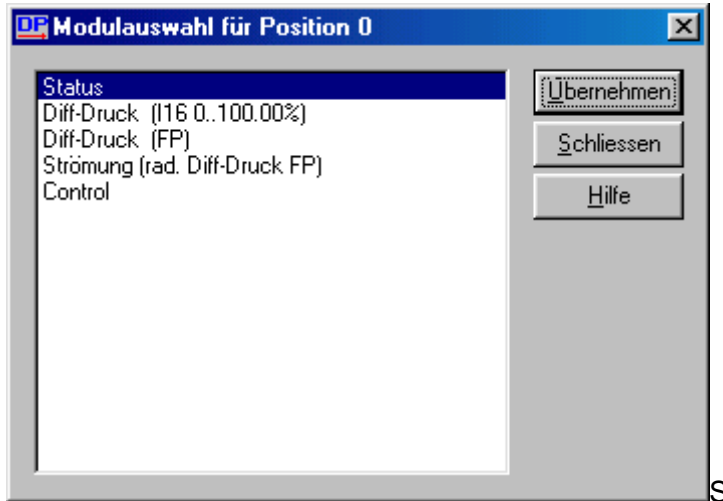 DP Modulauswahl für Position 0
Status
Diff-Druck (I16 0..100.00%)
Diff-Druck (FP)
Strömung (rad. Diff-Druck FP)
Control
Übernehmen
Schliessen
Hilfe
s